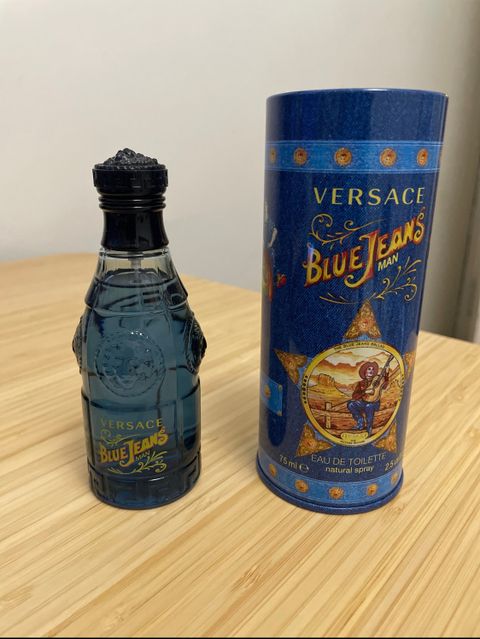 VERSACE
BLUE JEANS
MAN
VERSACE
BLUE JEANS
MAN
EAU DE TOILETTE
75 ml ℮ natural spray 2.5